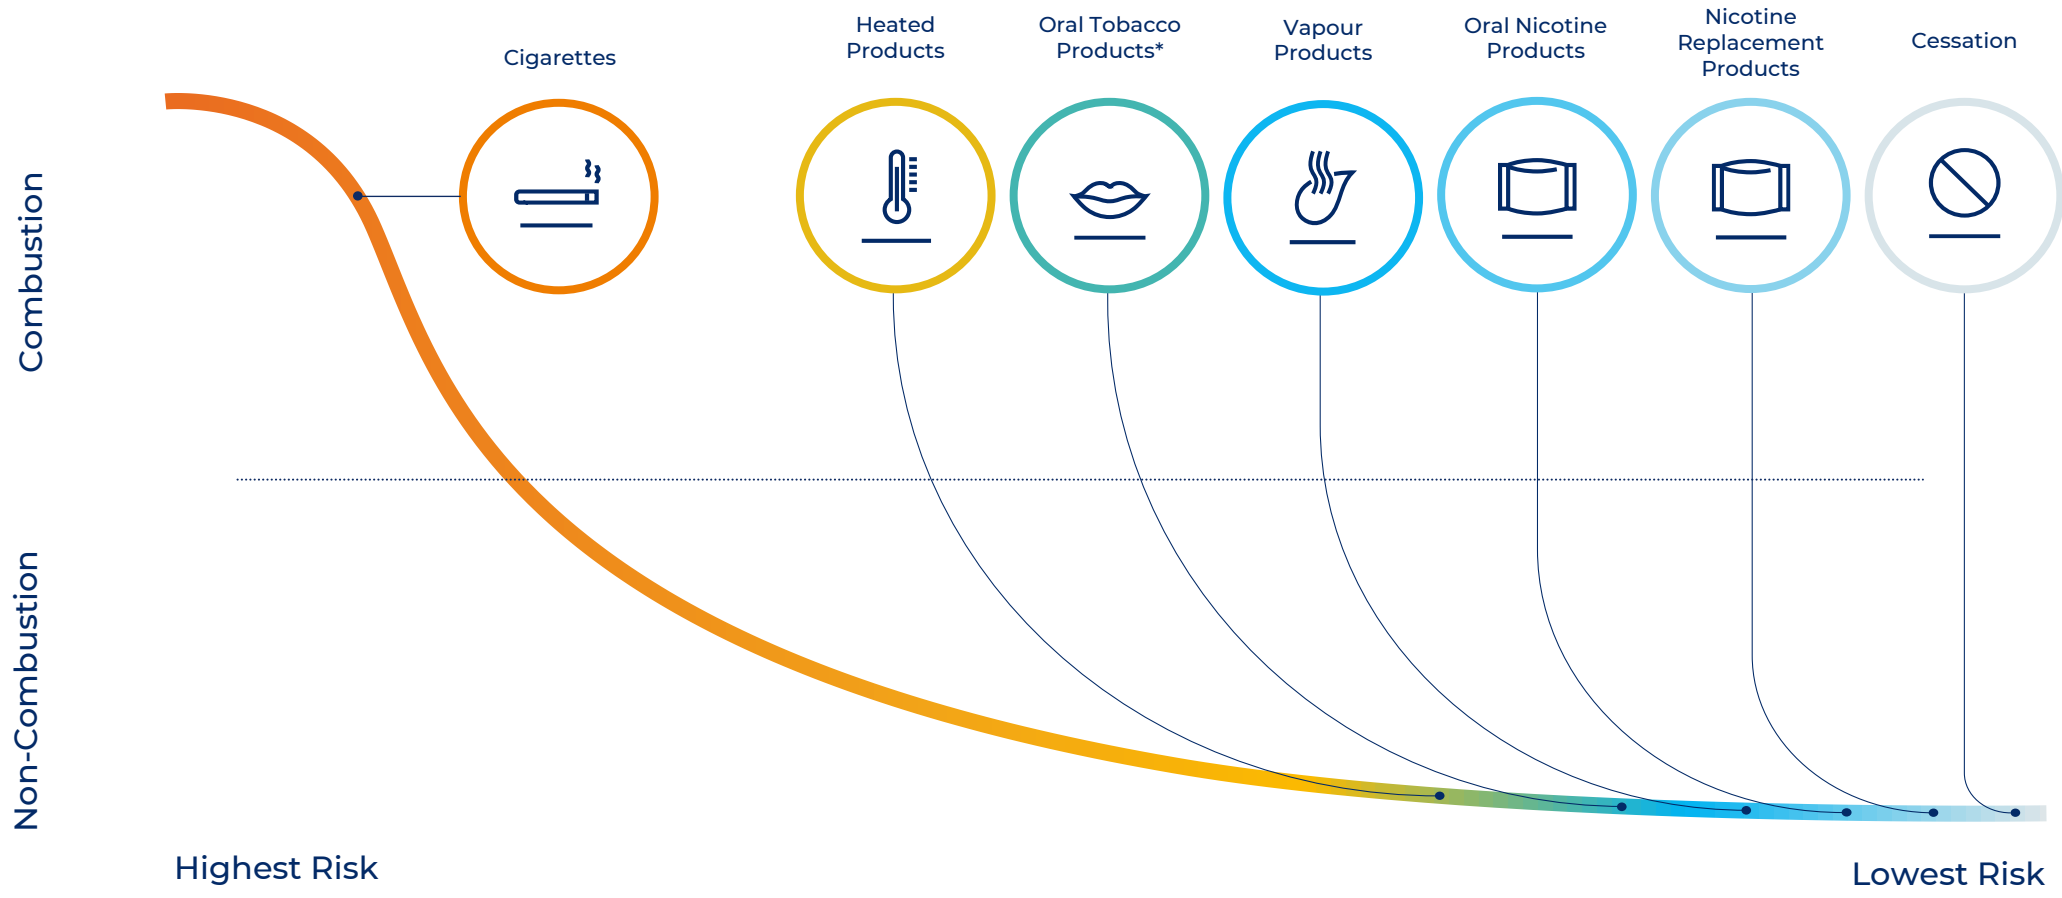 Cigarettes
Heated
Products
Oral Tobacco
Products*
Vapour
Products
Oral Nicotine
Products
Nicotine
Replacement
Products
Cessation
Combustion
Non-Combustion
Highest Risk
Lowest Risk